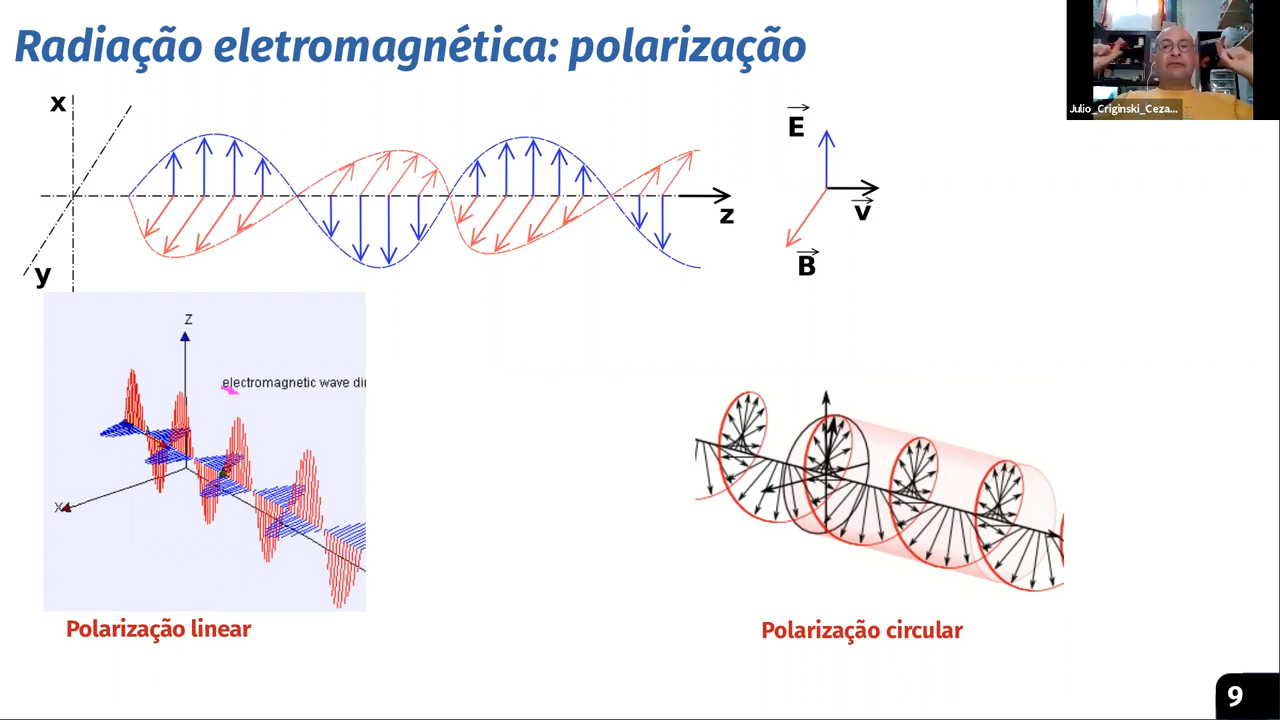 Radiação eletromagnética: polarização
Julio_Criginski_Ceza...
x
y
z
E
v
B
Z
electromagnetic wave di
X
Polarização linear
Polarização circular
9